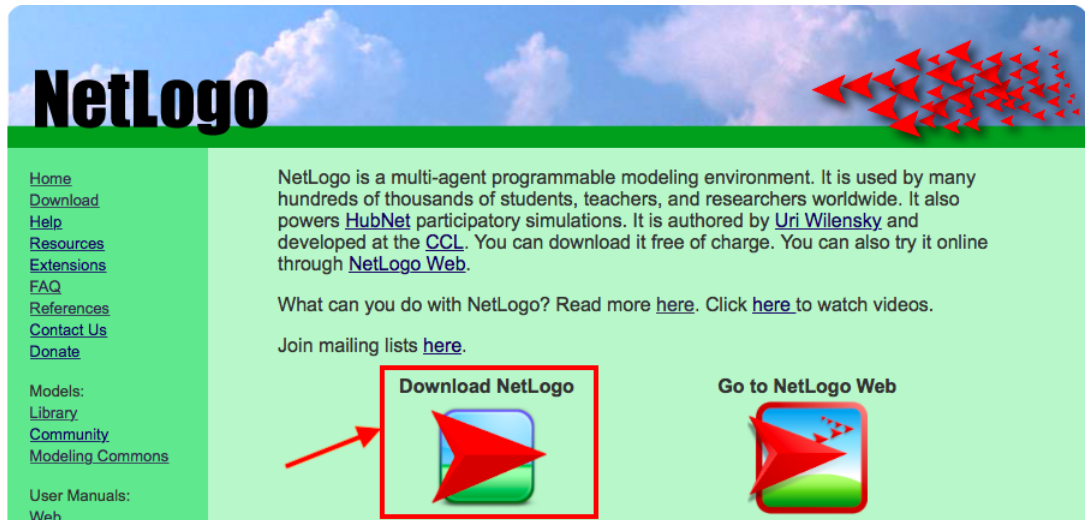 NetLogo
Home
Download
Help
Resources
Extensions
FAQ
References
Contact Us
Donate
Models:
Library
Community
Modeling Commons
User Manuals:
Web
NetLogo is a multi-agent programmable modeling environment. It is used by many
hundreds of thousands of students, teachers, and researchers worldwide. It also
powers HubNet participatory simulations. It is authored by Uri Wilensky and
developed at the CCL. You can download it free of charge. You can also try it online
through NetLogo Web.
What can you do with NetLogo? Read more here. Click here to watch videos.
Join mailing lists here.
Download NetLogo
Go to NetLogo Web